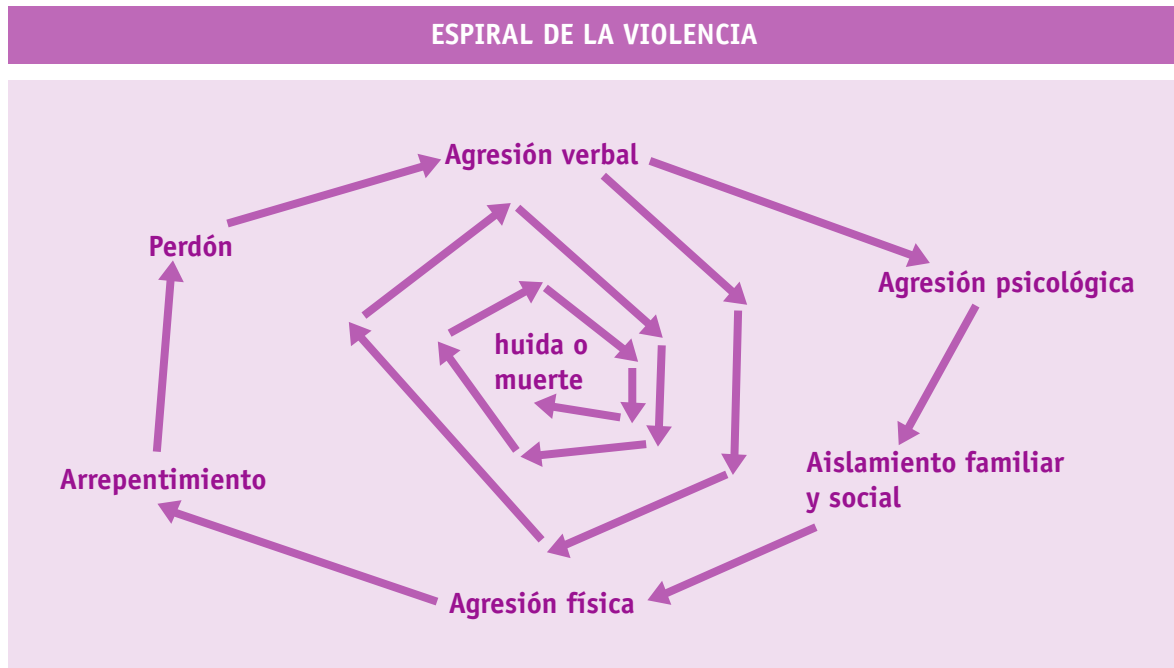 ESPIRAL DE LA VIOLENCIA
Agresión verbal
Perdón
Agresión psicológica
huida o
muerte
Aislamiento familiar
y social
Arrepentimiento
Agresión física